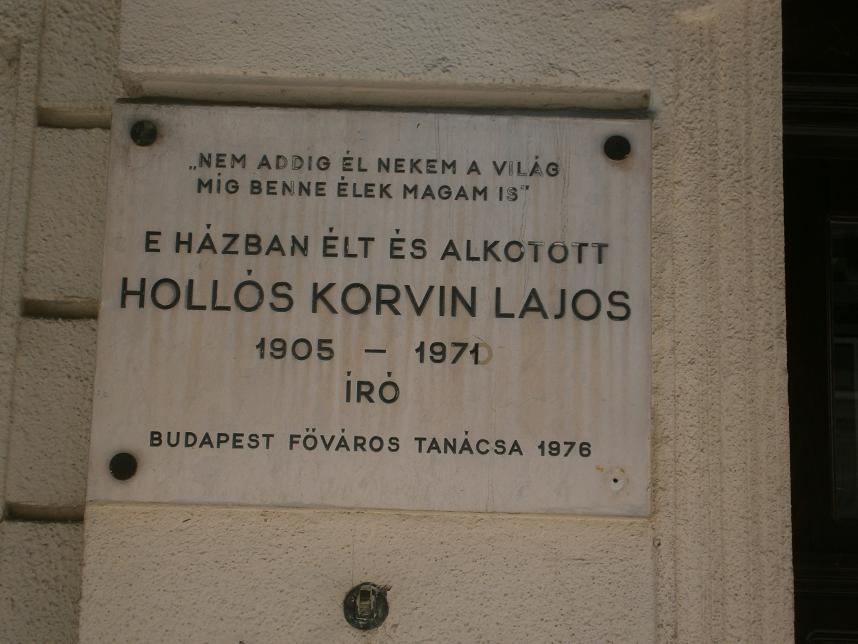 „NEM ADDIG ÉL NEKEM A VILÁG
MÍG BENNE ÉLEK MAGAM IS"
E HÁZBAN ÉLT ÉS ALKOTOTT
HOLLÓS KORVIN LAJOS
1905 – 1971
ÍRÓ
BUDAPEST FŐVÁROS TANÁCSA 1976